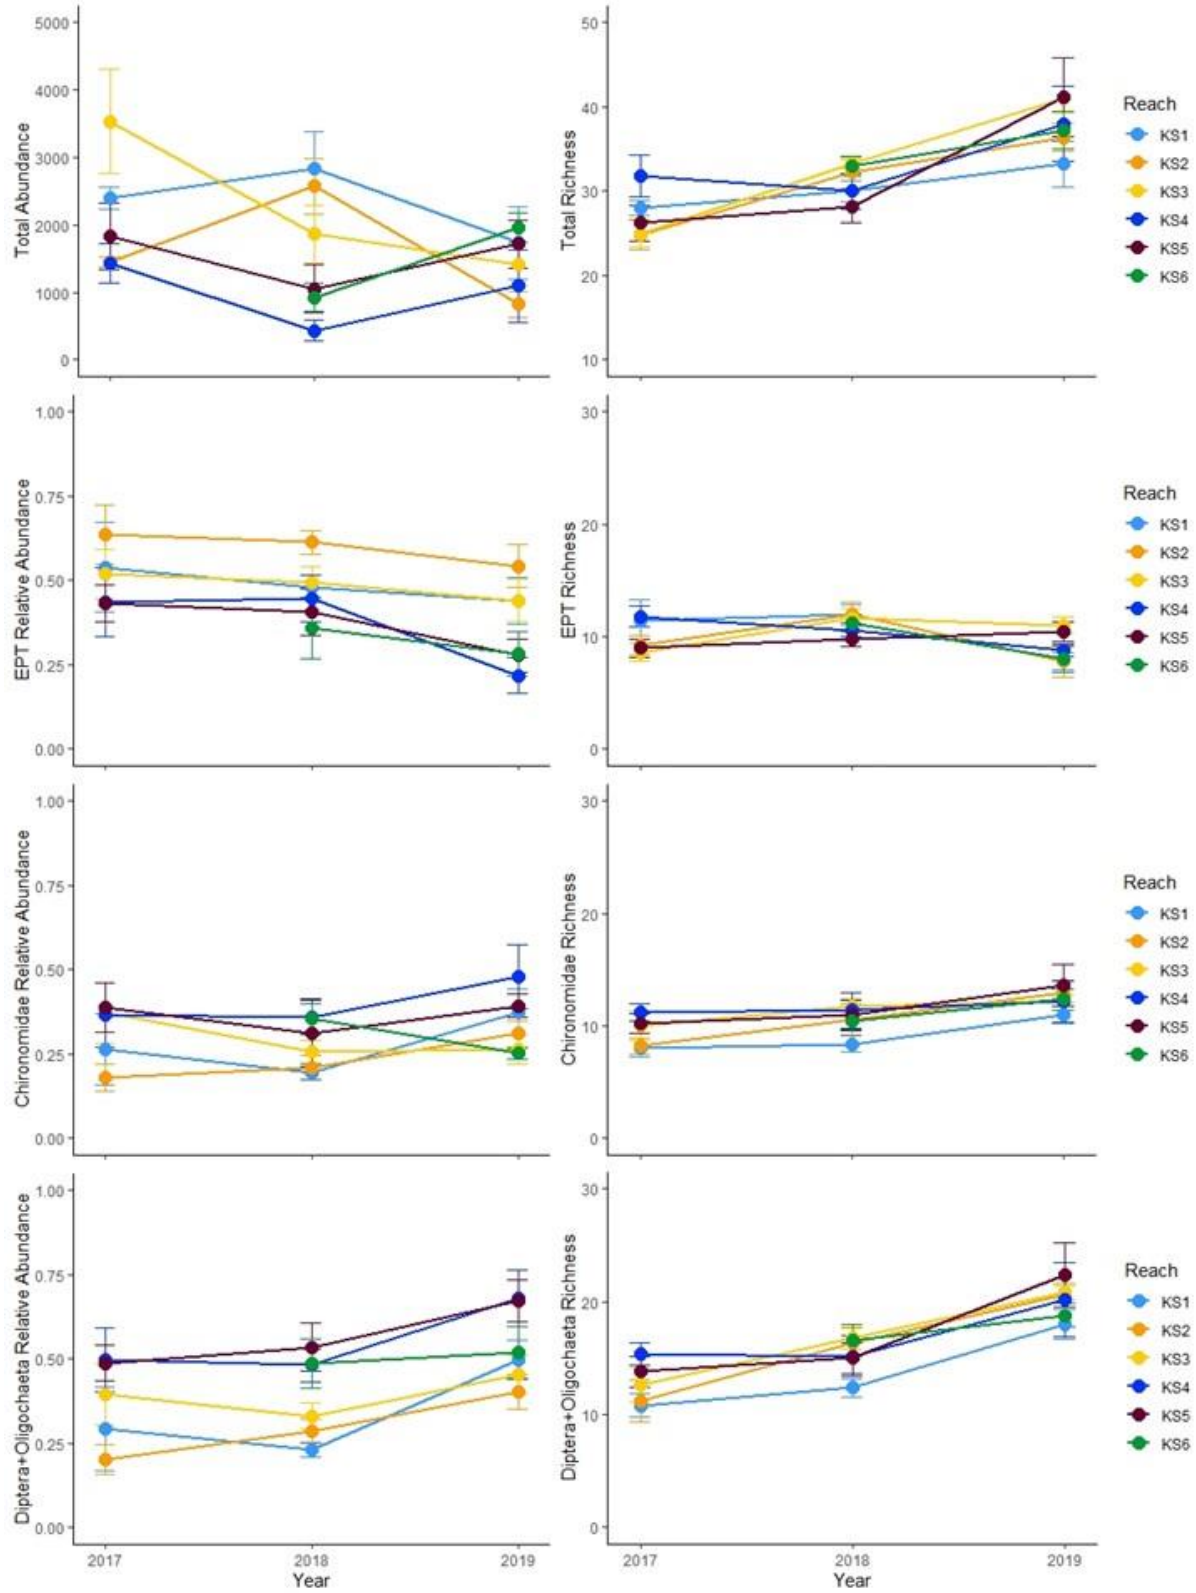 Total Abundance
5000
4000
3000
2000
1000
0
Total Richness
50
40
30
20
10
Reach
KS1
KS2
KS3
KS4
KS5
KS6
EPT Relative Abundance
1.00
0.75
0.50
0.25
0.00
EPT Richness
30
20
10
0
Reach
KS1
KS2
KS3
KS4
KS5
KS6
Chironomidae Relative Abundance
1.00
0.75
0.50
0.25
0.00
Chironomidae Richness
30
20
10
0
Reach
KS1
KS2
KS3
KS4
KS5
KS6
Diptera+Oligochaeta Relative Abundance
1.00
0.75
0.50
0.25
0.00
2017 2018 2019
Year
Diptera+Oligochaeta Richness
30
20
10
0
2017 2018 2019
Year
Reach
KS1
KS2
KS3
KS4
KS5
KS6